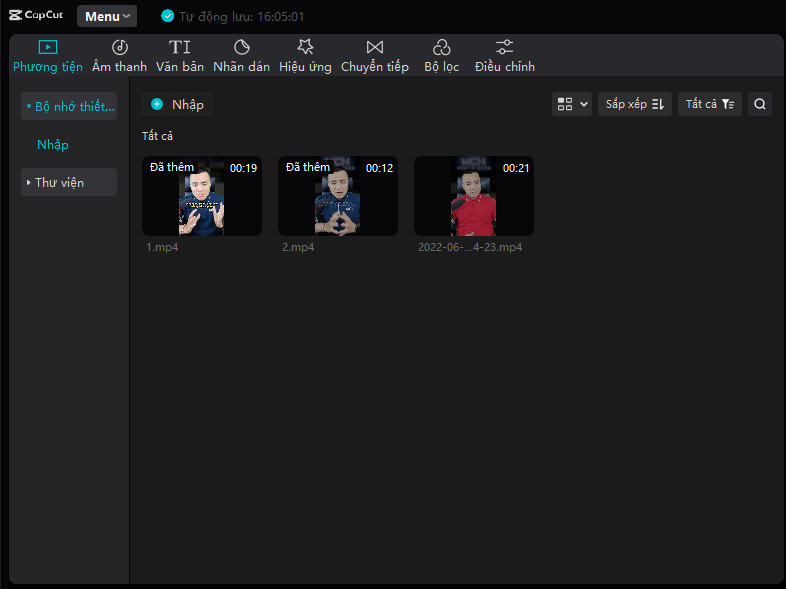 CapCut Menu Tự động lưu: 16:05:01
Phương tiện Âm thanh Văn bản Nhãn dán Hiệu ứng Chuyển tiếp Bộ lọc Điều chỉnh
Bộ nhớ thiết...
Nhập
Thư viện
Nhập
Sắp xếp Tất cả
Tất cả
Đã thêm 00:19
Đã thêm 00:12
MCN
00:21
1.mp4
2.mp4
2022-06-...4-23.mp4